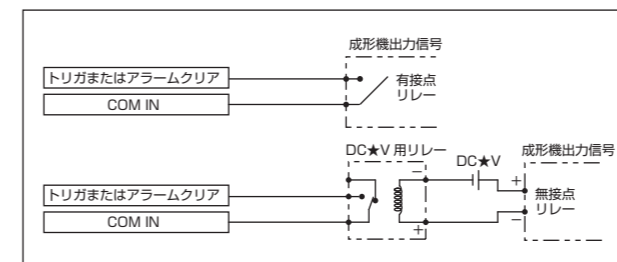 成形機出力信号
トリガまたはアラームクリア
COM IN
有接点
リレー
DC★V 用リレー
DC★V
成形機出力信号
トリガまたはアラームクリア
COM IN
−
+
+
−
無接点
リレー